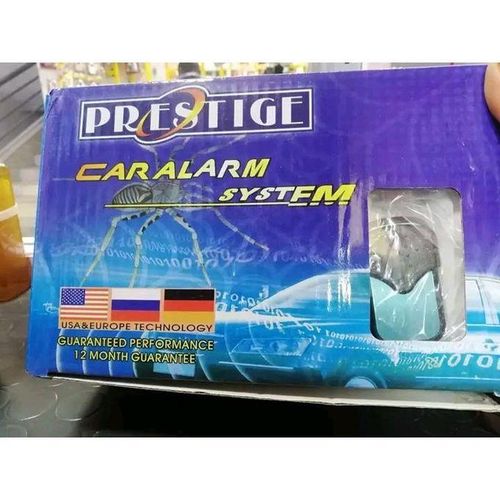 PRESTIGE
CAR ALARM
SYSTEM
USA&EUROPE TECHNOLOGY
GUARANTEED PERFORMANCE
12 MONTH GUARANTEE